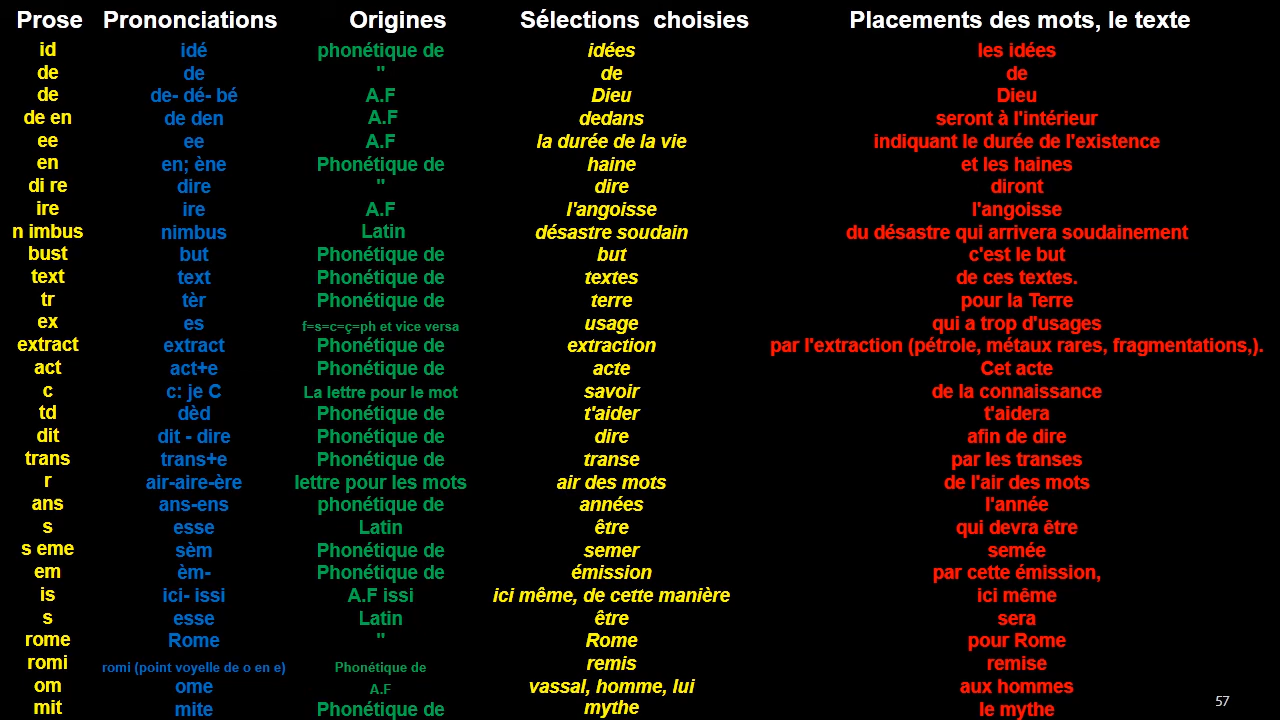 Prose Prononciations Origines Sélections choisies Placements des mots, le texte
id idé phonétique de idées les idées
de de " de de
de de- dé- bé A.F Dieu Dieu
de en de den A.F dedans seront à l'intérieur
ee ee A.F la durée de la vie indiquant le durée de l'existence
en en; ène Phonétique de haine et les haines
di re dire " dire diront
ire ire A.F l'angoisse l'angoisse
n imbus nimbus Latin désastre soudain du désastre qui arrivera soudainement
bust but Phonétique de but c'est le but
text text Phonétique de textes de ces textes.
tr tèr Phonétique de terre pour la Terre
ex es f=s=c=ç=ph et vice versa usage qui a trop d'usages
extract extract Phonétique de extraction par l'extraction (pétrole, métaux rares, fragmentations,).
act act+e Phonétique de acte Cet acte
c c: je C La lettre pour le mot savoir de la connaissance
td dèd Phonétique de t'aider t'aidera
dit dit - dire Phonétique de dire afin de dire
trans trans+e Phonétique de transe par les transes
r air-aire-ère lettre pour les mots air des mots de l'air des mots
ans ans-ens phonétique de années l'année
s esse Latin être qui devra être
s eme sèm Phonétique de semer semée
em èm- Phonétique de émission par cette émission,
is ici- issi A.F issi ici même, de cette manière ici même
s esse Latin être sera
rome Rome " Rome pour Rome
romi romi (point voyelle de o en e) Phonétique de remis remise
om ome A.F vassal, homme, lui aux hommes
mit mite Phonétique de mythe le mythe
57